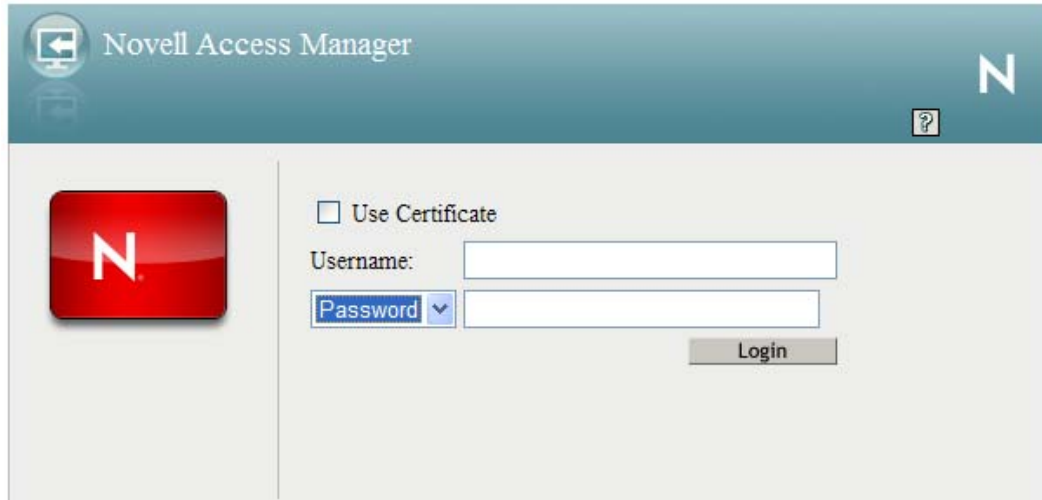 Novell Access Manager
N
?
N
Use Certificate
Username:
Password
Login